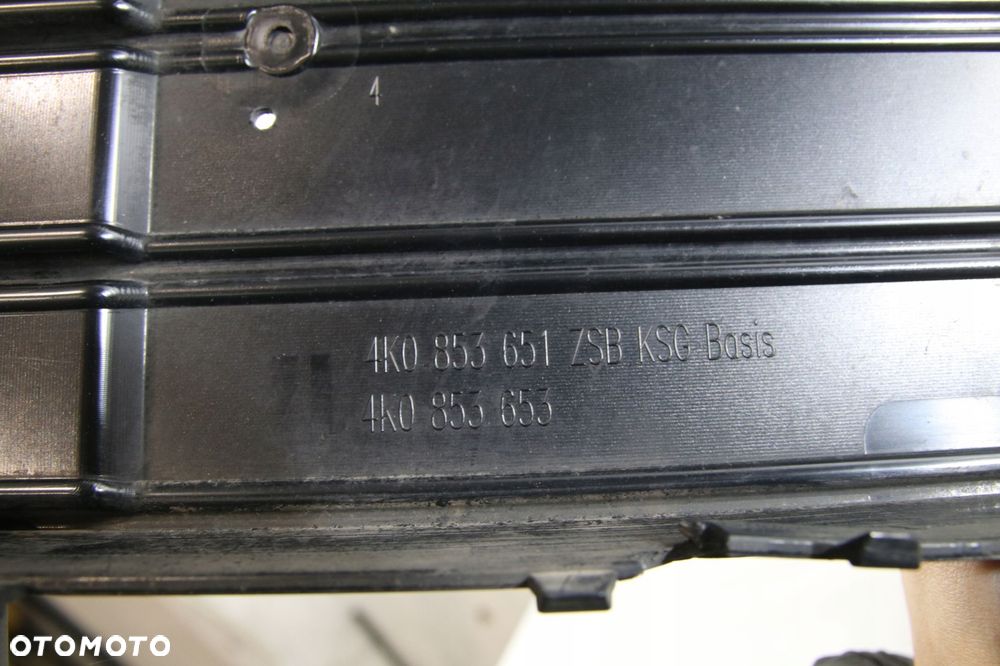 4
4K0 853 651 ZSB KSG Basis
4K0 853 653
OTOMOTO